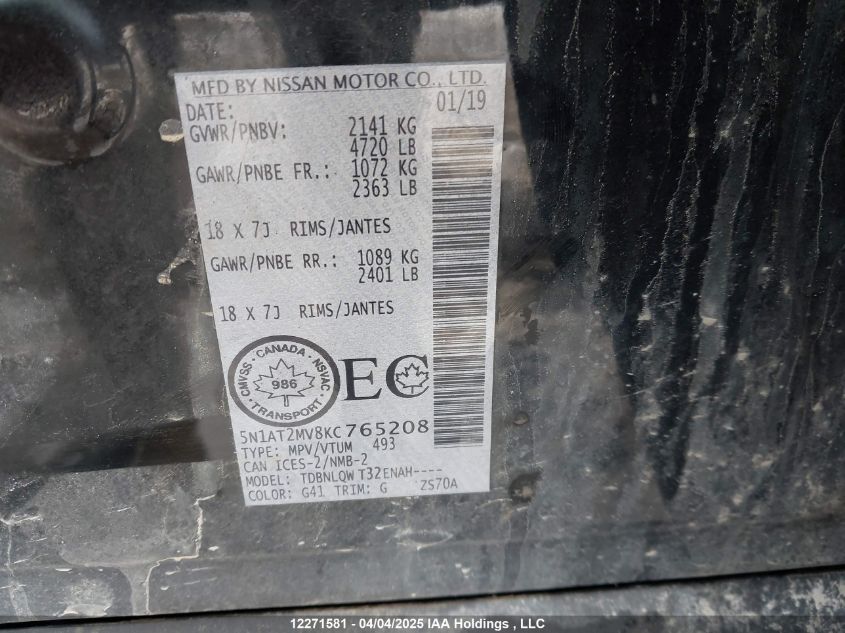 MFD BY NISSAN MOTOR CO., LTD.
DATE: 01/19
GVWR/PNBV: 2141 KG
4720 LB
GAWR/PNBE FR.: 1072 KG
2363 LB
18 X 7J RIMS/JANTES
GAWR/PNBE RR.: 1089 KG
2401 LB
18 X 7J RIMS/JANTES
CMVSS · CANADA · NSVAC · TRANSPORT
986
EC
5N1AT2MV8KC765208
TYPE: MPV/VTUM 493
CAN ICES-2/NMB-2
MODEL: TDBNLQW T32ENAH----
COLOR: G41 TRIM: G ZS70A
12271581 - 04/04/2025 IAA Holdings , LLC